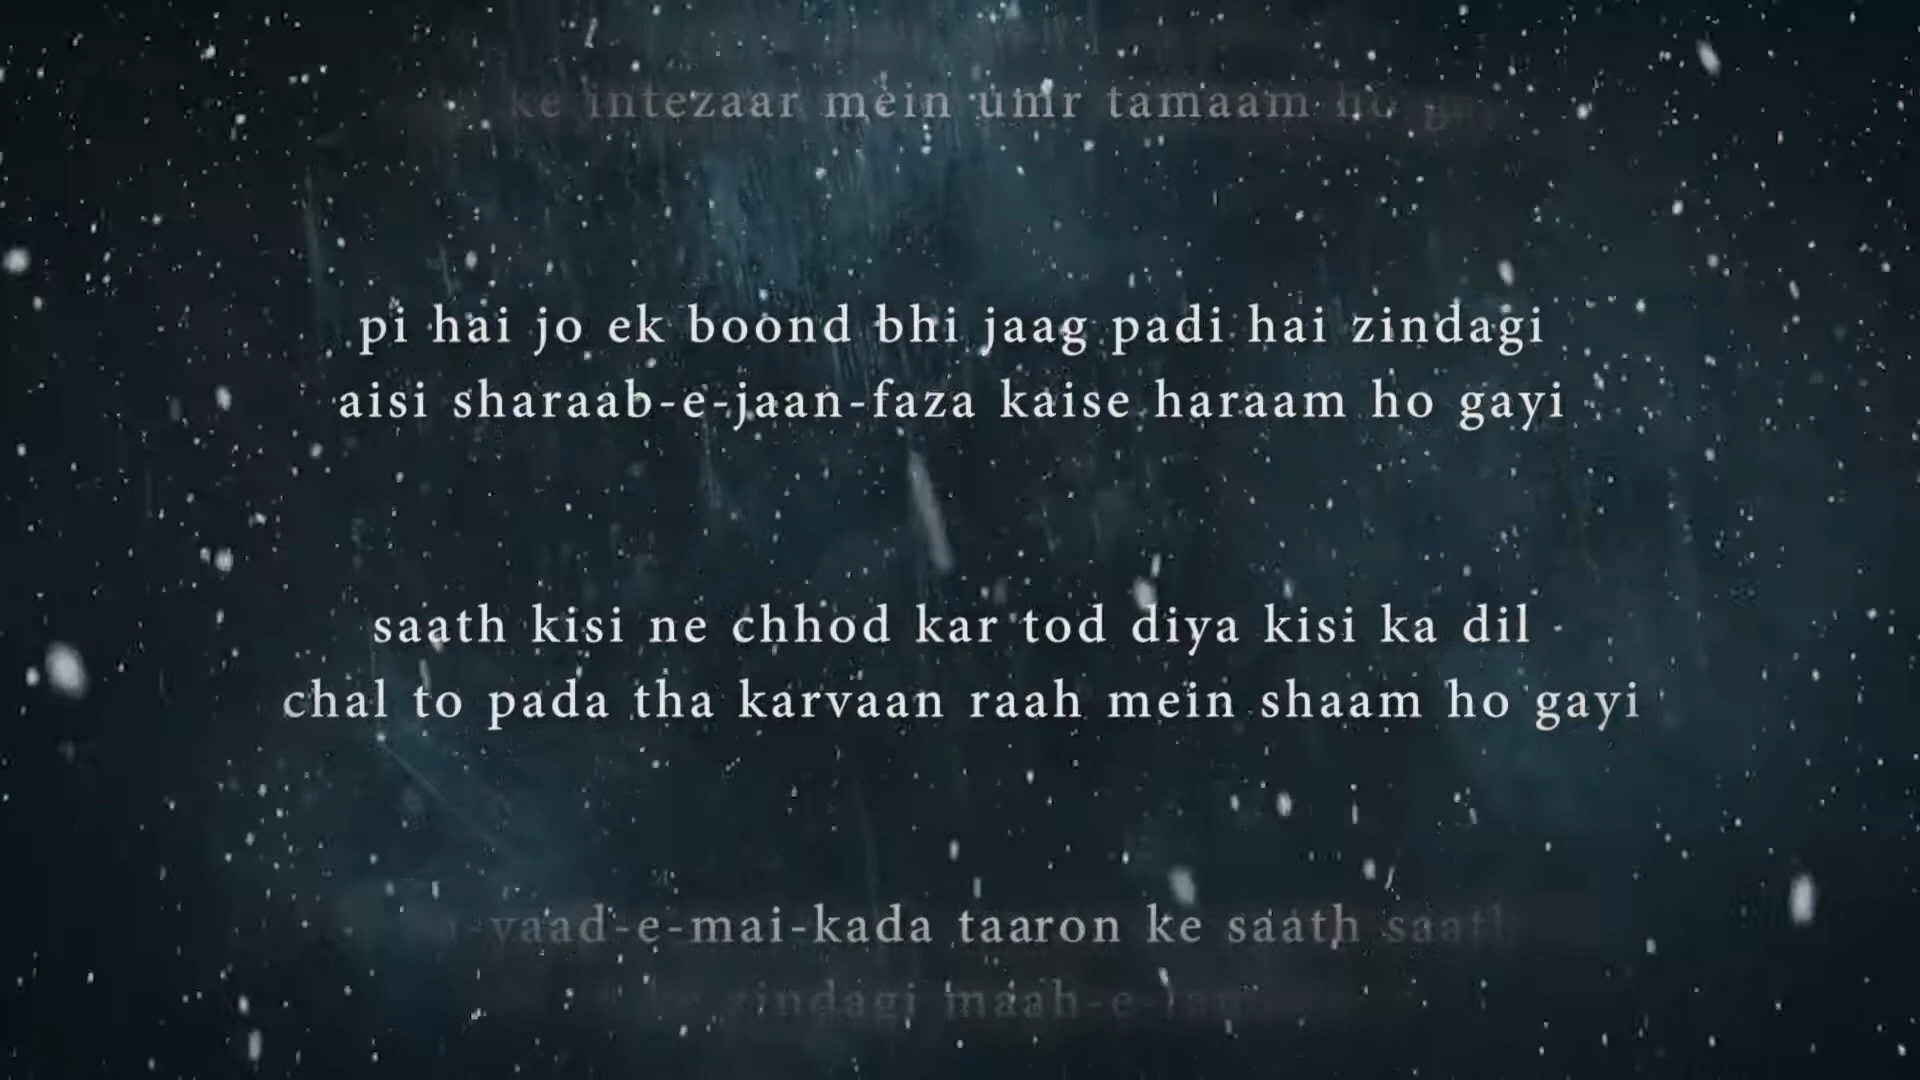 ke intezaar mein umr tamaam ho
pi hai jo ek boond bhi jaag padi hai zindagi
aisi sharaab-e-jaan-faza kaise haraam ho gayi
saath kisi ne chhod kar tod diya kisi ka dil
chal to pada tha karvaan raah mein shaam ho gayi
vaad-e-mai-kada taaron ke saath saath
zindagi maah-e-